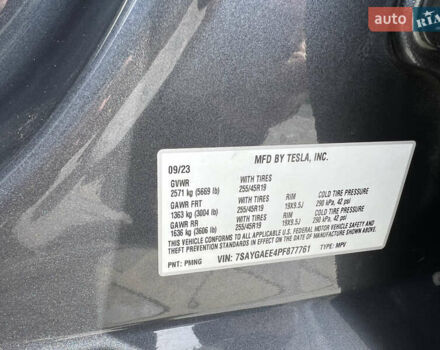 auto RIA
MFD BY TESLA, INC.
09/23
GVWR WITH TIRES
2571 kg (5669 lb) 255/45R19
GAWR FRT WITH TIRES RIM COLD TIRE PRESSURE
1363 kg (3004 lb) 255/45R19 19X9.5J 290 kPa, 42 psi
GAWR RR WITH TIRES RIM COLD TIRE PRESSURE
1636 kg (3606 lb) 255/45R19 19X9.5J 290 kPa, 42 psi
THIS VEHICLE CONFORMS TO ALL APPLICABLE U.S. FEDERAL MOTOR VEHICLE SAFETY AND
THEFT PREVENTION STANDARDS IN EFFECT ON THE DATE OF MANUFACTURE SHOWN ABOVE.
PNT: PMNG VIN: 7SAYGAEE4PF877761 TYPE: MPV